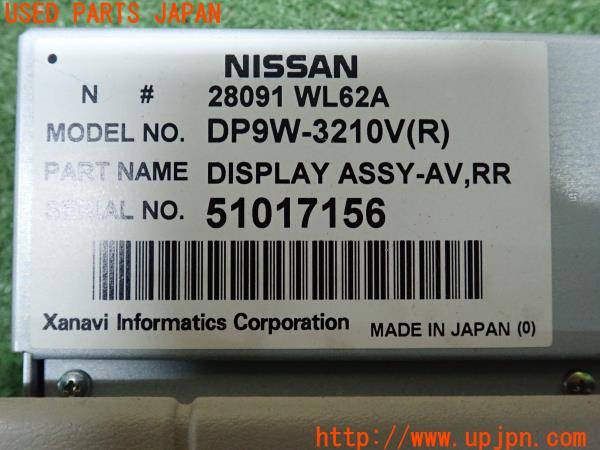 USED PARTS JAPAN
NISSAN
N # 28091 WL62A
MODEL NO. DP9W-3210V(R)
PART NAME DISPLAY ASSY-AV,RR
SERIAL NO. 51017156
Xanavi Informatics Corporation MADE IN JAPAN (0)
http://www.upjpn.com/